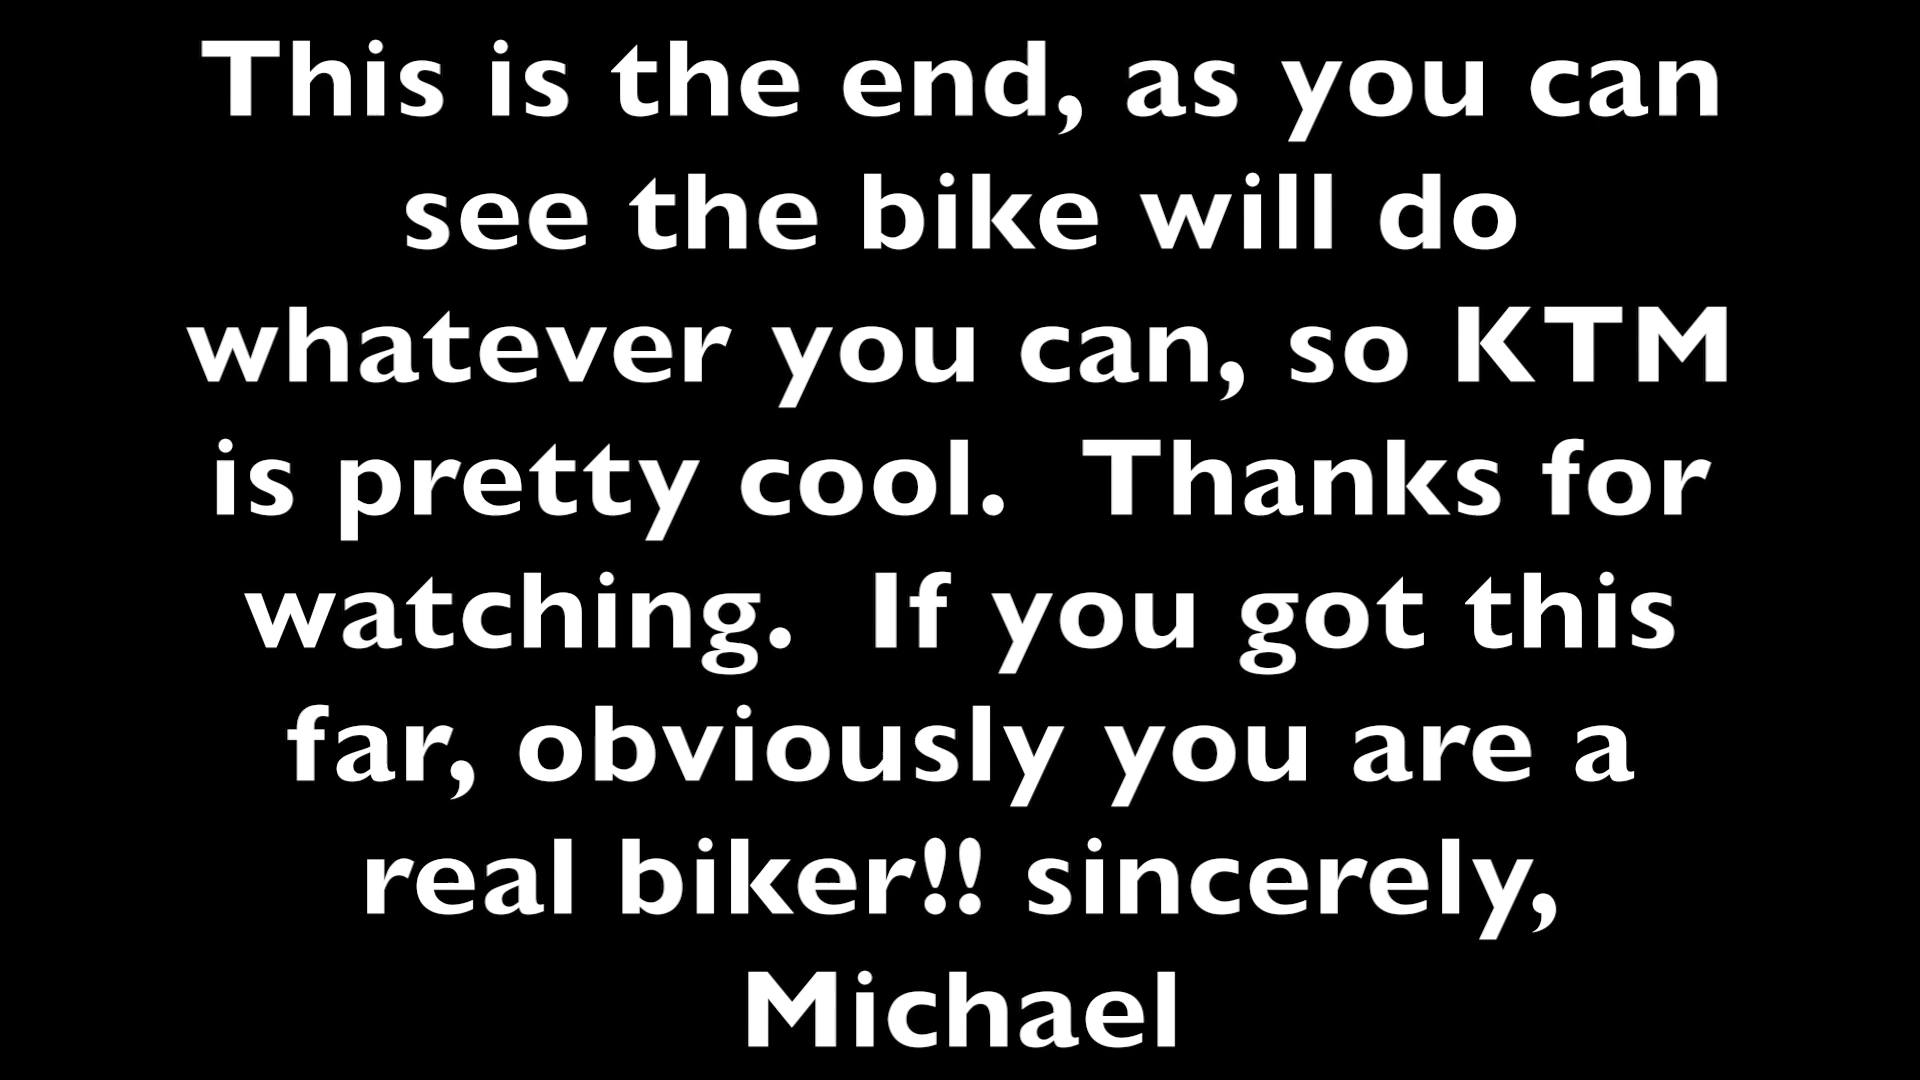 This is the end, as you can
see the bike will do
whatever you can, so KTM
is pretty cool.  Thanks for
watching.  If you got this
far, obviously you are a
real biker!! sincerely,
Michael